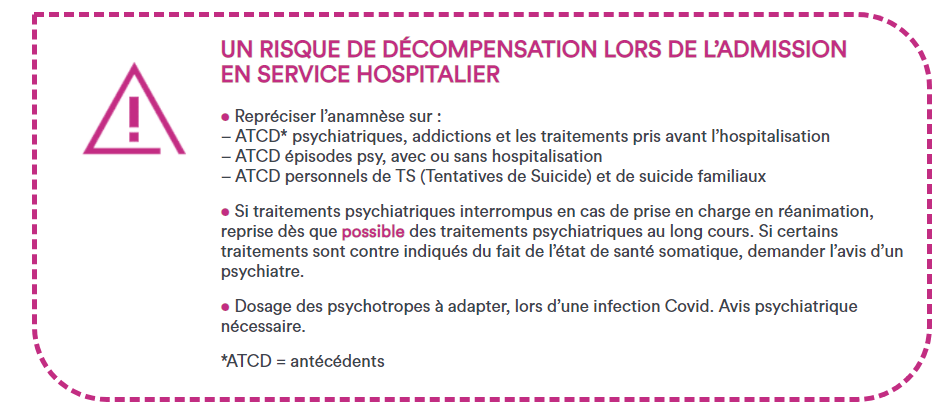 UN RISQUE DE DÉCOMPENSATION LORS DE L’ADMISSION
EN SERVICE HOSPITALIER
• Repréciser l’anamnèse sur :
– ATCD* psychiatriques, addictions et les traitements pris avant l’hospitalisation
– ATCD épisodes psy, avec ou sans hospitalisation
– ATCD personnels de TS (Tentatives de Suicide) et de suicide familiaux
• Si traitements psychiatriques interrompus en cas de prise en charge en réanimation,
reprise dès que possible des traitements psychiatriques au long cours. Si certains
traitements sont contre indiqués du fait de l’état de santé somatique, demander l’avis d’un
psychiatre.
• Dosage des psychotropes à adapter, lors d’une infection Covid. Avis psychiatrique
nécessaire.
*ATCD = antécédents